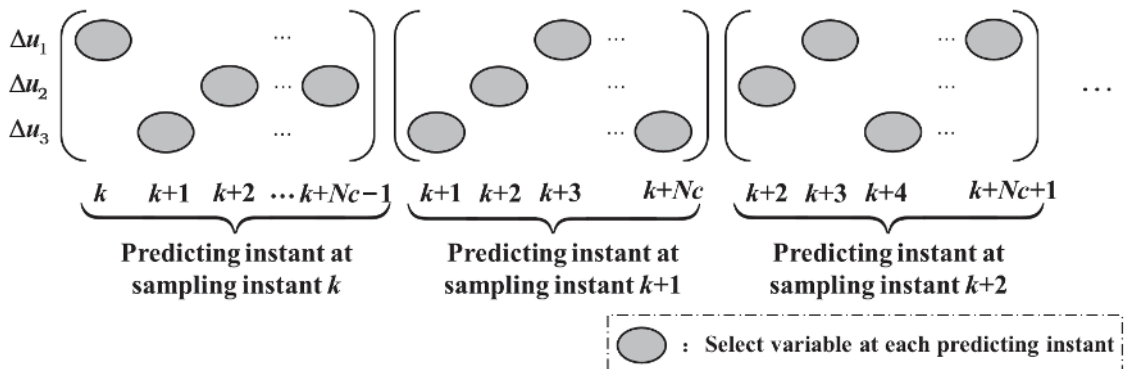 Δu₁ ... ... ...
Δu₂ ... ... ... ...
Δu₃ ... ... ...
k k+1 k+2 ... k+Nc−1 k+1 k+2 k+3 k+Nc k+2 k+3 k+4 k+Nc+1
Predicting instant at
sampling instant k
Predicting instant at
sampling instant k+1
Predicting instant at
sampling instant k+2
: Select variable at each predicting instant